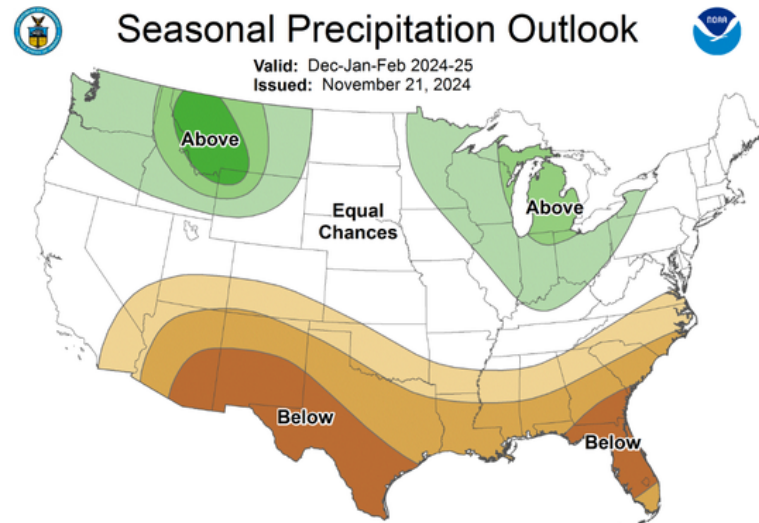 Seasonal Precipitation Outlook
NOAA
Valid: Dec-Jan-Feb 2024-25
Issued: November 21, 2024
Above
Equal
Chances
Above
Below
Below